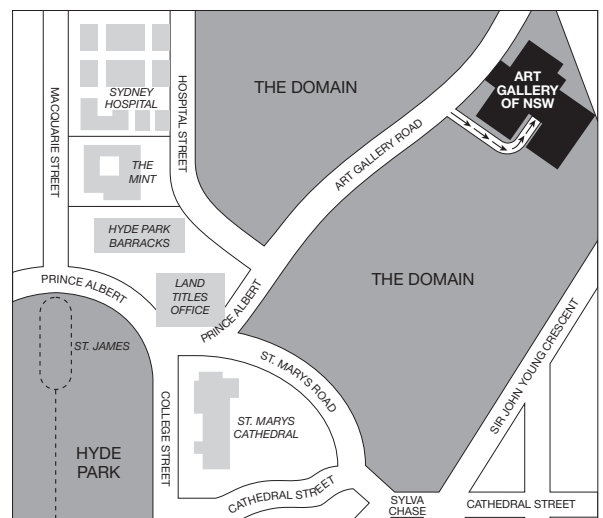 THE DOMAIN
ART
GALLERY
OF NSW
SYDNEY
HOSPITAL
MACQUARIE STREET
HOSPITAL STREET
THE
MINT
ART GALLERY ROAD
HYDE PARK
BARRACKS
PRINCE ALBERT
LAND
TITLES
OFFICE
PRINCE ALBERT
THE DOMAIN
SIR JOHN YOUNG CRESCENT
ST. JAMES
ST. MARYS ROAD
COLLEGE STREET
ST. MARYS
CATHEDRAL
HYDE
PARK
CATHEDRAL STREET
SYLVA
CHASE
CATHEDRAL STREET